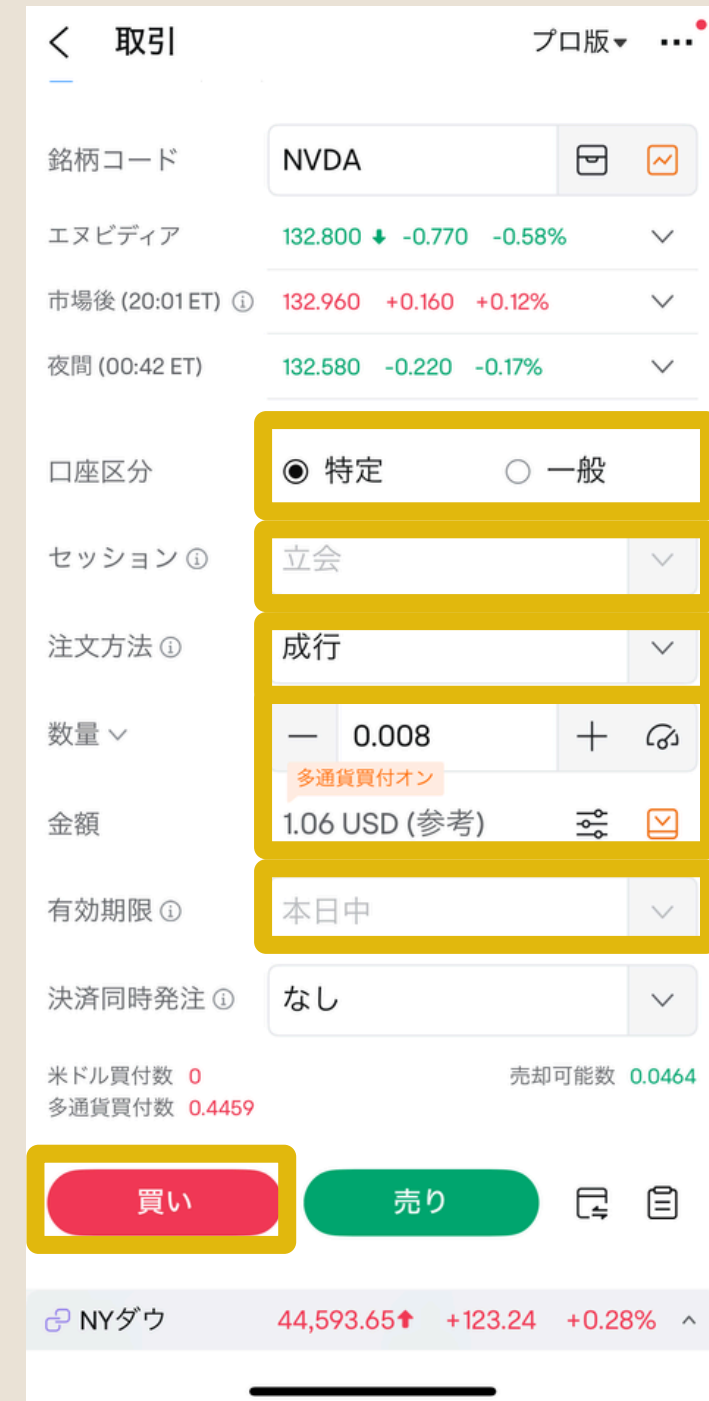 取引 プロ版 ...
銘柄コード NVDA
エヌビディア 132.800 -0.770 -0.58%
市場後 (20:01 ET) 132.960 +0.160 +0.12%
夜間 (00:42 ET) 132.580 -0.220 -0.17%
口座区分 特定 一般
セッション 立会
注文方法 成行
数量 0.008
多通貨買付オン
金額 1.06 USD (参考)
有効期限 本日中
決済同時発注 なし
米ドル買付数 0 売却可能数 0.0464
多通貨買付数 0.4459
買い 売り
NYダウ 44,593.65 +123.24 +0.28%